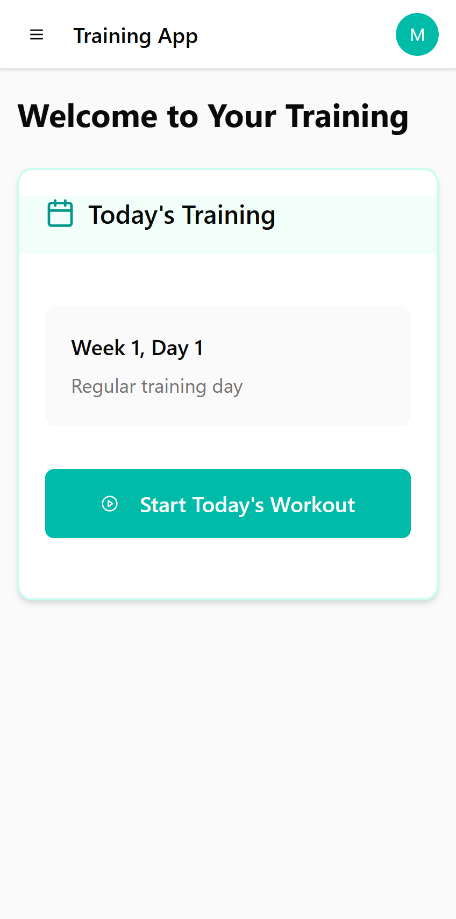 Training App
M
Welcome to Your Training
Today's Training
Week 1, Day 1
Regular training day
Start Today's Workout